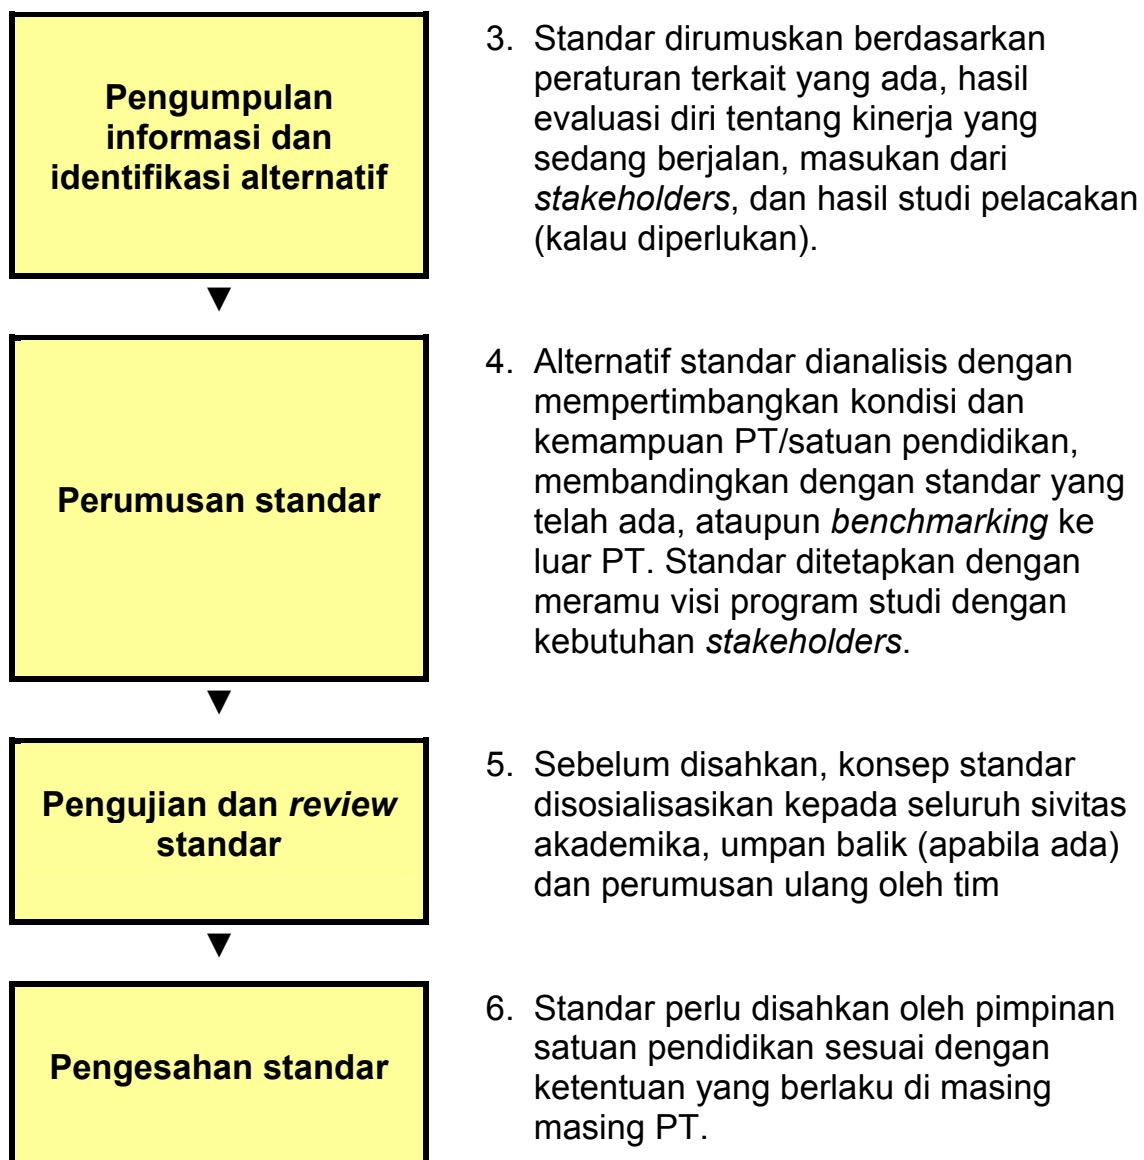 Pengumpulan
informasi dan
identifikasi alternatif
3. Standar dirumuskan berdasarkan
peraturan terkait yang ada, hasil
evaluasi diri tentang kinerja yang
sedang berjalan, masukan dari
stakeholders, dan hasil studi pelacakan
(kalau diperlukan).
▼
Perumusan standar
4. Alternatif standar dianalisis dengan
mempertimbangkan kondisi dan
kemampuan PT/satuan pendidikan,
membandingkan dengan standar yang
telah ada, ataupun benchmarking ke
luar PT. Standar ditetapkan dengan
meramu visi program studi dengan
kebutuhan stakeholders.
▼
Pengujian dan review
standar
5. Sebelum disahkan, konsep standar
disosialisasikan kepada seluruh sivitas
akademika, umpan balik (apabila ada)
dan perumusan ulang oleh tim
▼
Pengesahan standar
6. Standar perlu disahkan oleh pimpinan
satuan pendidikan sesuai dengan
ketentuan yang berlaku di masing
masing PT.